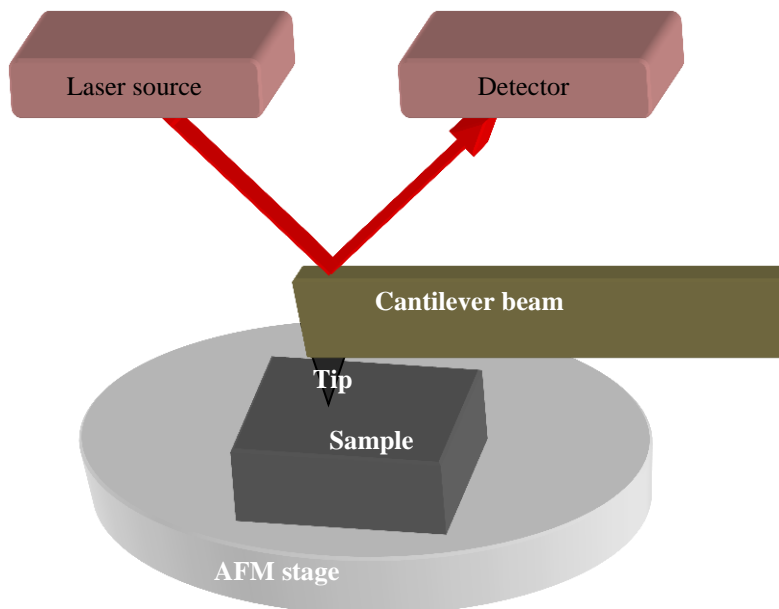 Laser source
Detector
Cantilever beam
Tip
Sample
AFM stage